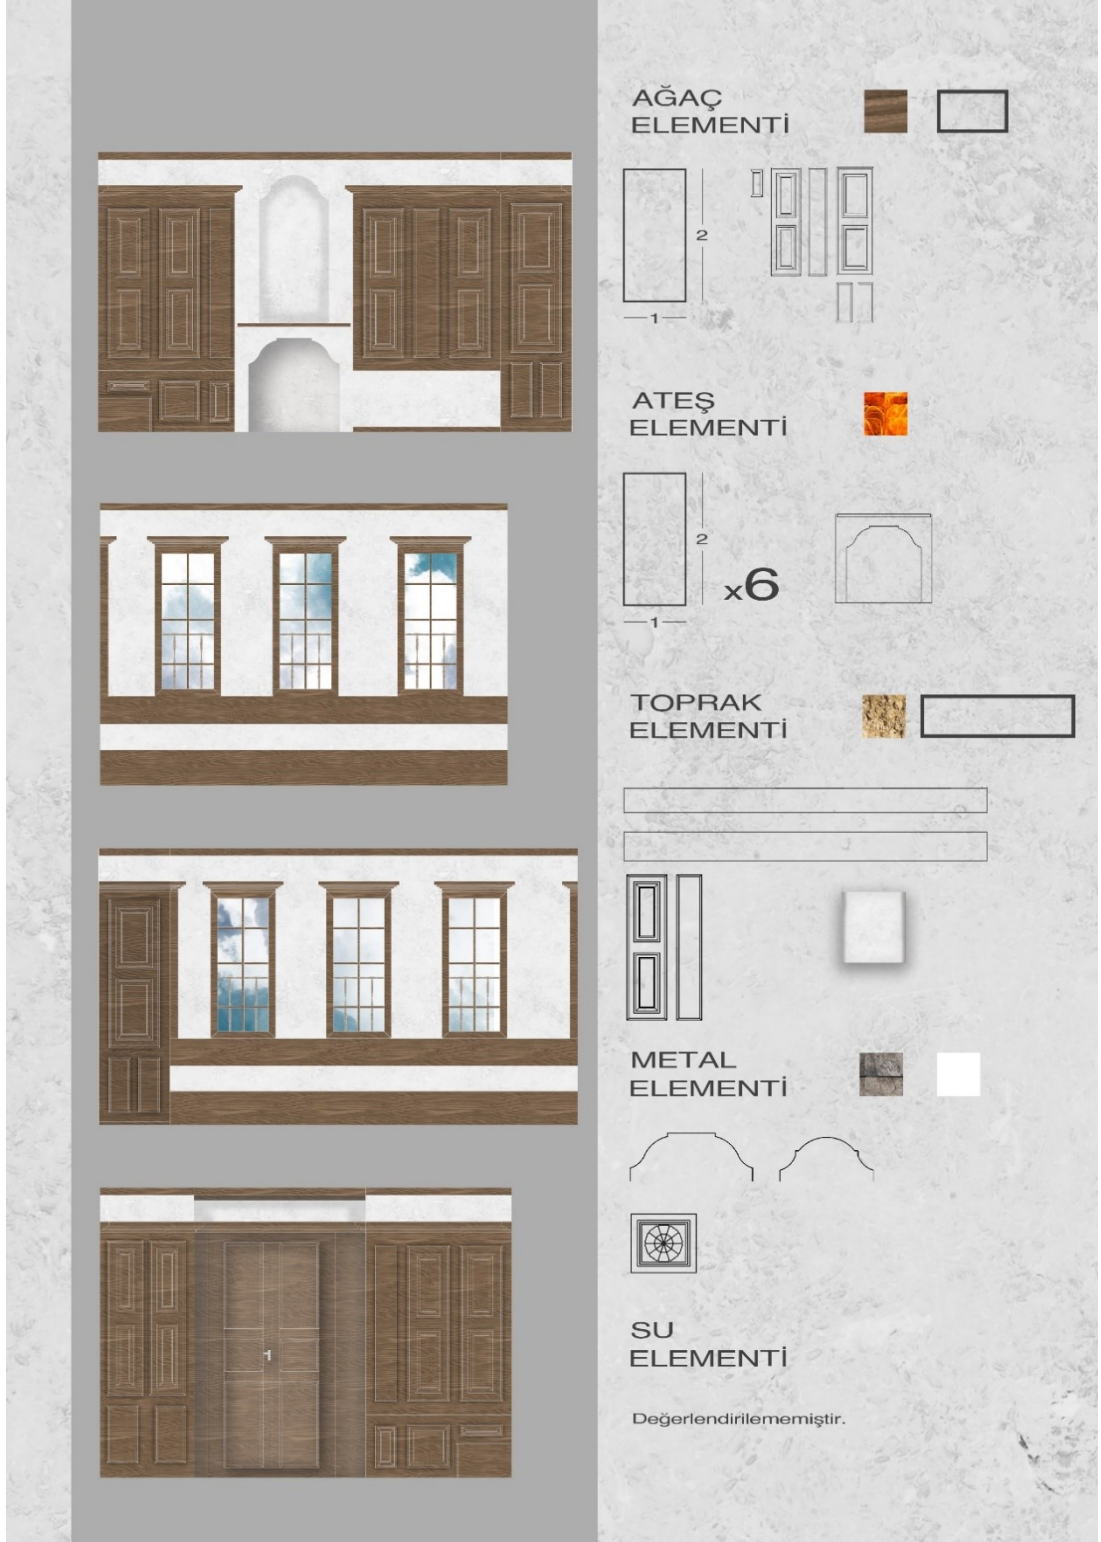 AĞAÇ
ELEMENTİ
2
1
ATEŞ
ELEMENTİ
2
x6
1
TOPRAK
ELEMENTİ
METAL
ELEMENTİ
SU
ELEMENTİ
Değerlendirilememiştir.